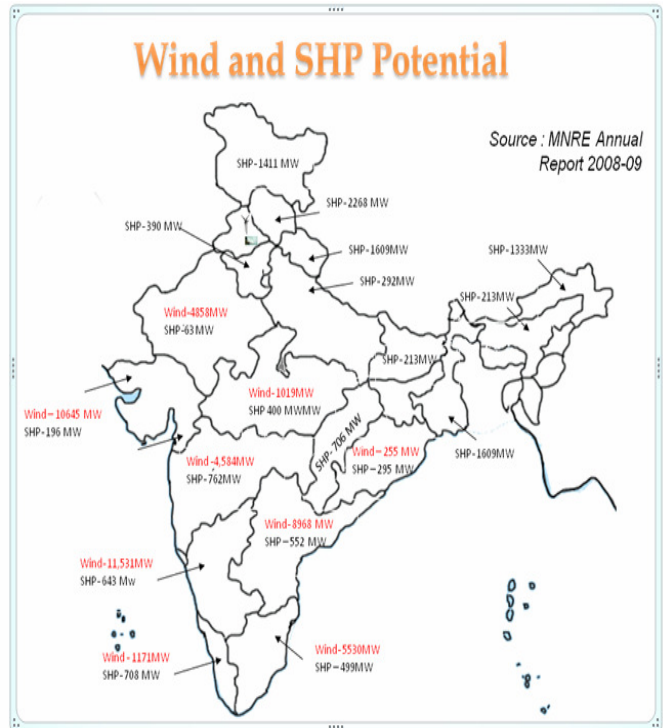 Wind and SHP Potential
Source : MNRE Annual
Report 2008-09
SHP-1411 MW
SHP-2268 MW
SHP-390 MW
SHP-1609MW
SHP-1333MW
SHP-292MW
SHP-213MW
Wind-4858MW
SHP-63MW
SHP-213MW
Wind-1019MW
SHP 400 MWMW
Wind-10645 MW
SHP-196 MW
SHP-706 MW
Wind-255 MW
SHP-295 MW
SHP-1609MW
Wind-4,584MW
SHP-762MW
Wind-8968 MW
SHP-552 MW
Wind-11,531MW
SHP-643 Mw
Wind-1171MW
SHP-708 MW
Wind-5530MW
SHP-499MW